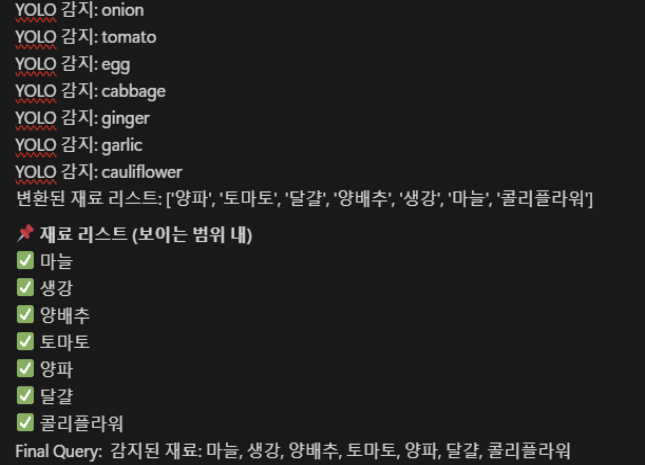 YOLO 감지: onion
YOLO 감지: tomato
YOLO 감지: egg
YOLO 감지: cabbage
YOLO 감지: ginger
YOLO 감지: garlic
YOLO 감지: cauliflower
변환된 재료 리스트: ['양파', '토마토', '달걀', '양배추', '생강', '마늘', '콜리플라워']
📌 재료 리스트 (보이는 범위 내)
✅ 마늘
✅ 생강
✅ 양배추
✅ 토마토
✅ 양파
✅ 달걀
✅ 콜리플라워
Final Query: 감지된 재료: 마늘, 생강, 양배추, 토마토, 양파, 달걀, 콜리플라워